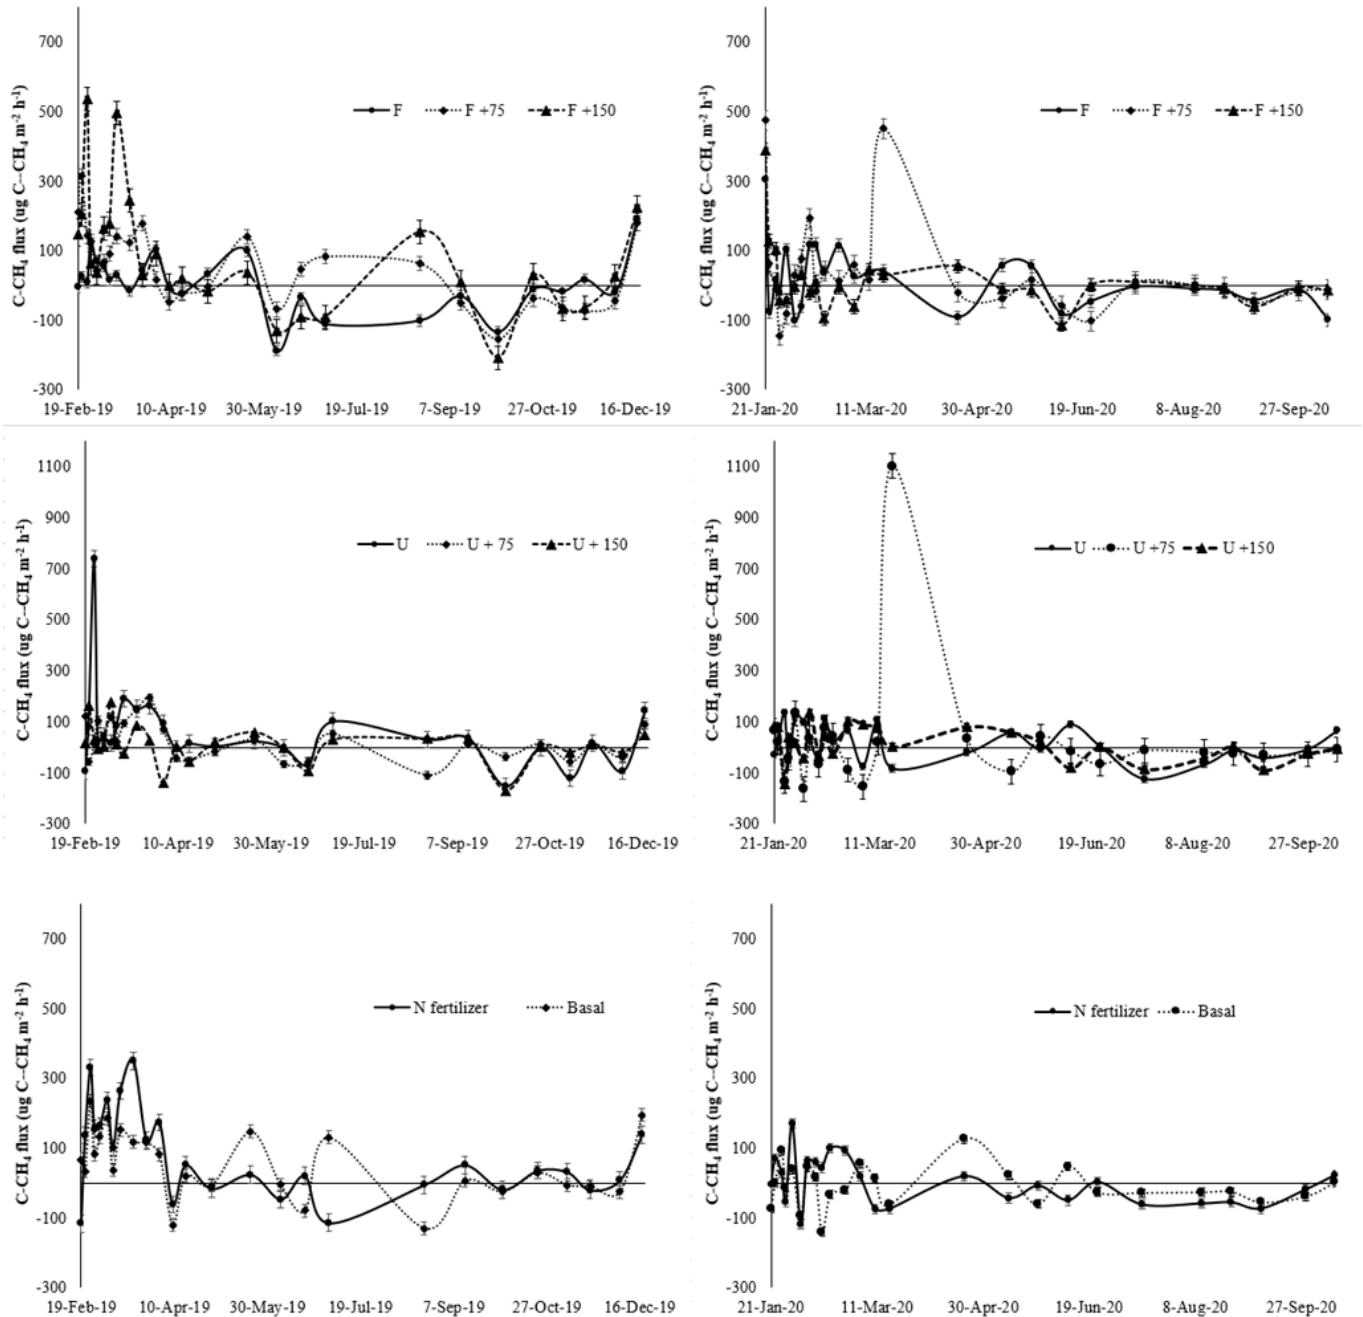 C-CH₄ flux (ug C--CH₄ m⁻² h⁻¹)
700
500
300
100
-100
-300
F F +75 F +150
19-Feb-19 10-Apr-19 30-May-19 19-Jul-19 7-Sep-19 27-Oct-19 16-Dec-19
C-CH₄ flux (ug C--CH₄ m⁻² h⁻¹)
700
500
300
100
-100
-300
F F +75 F +150
21-Jan-20 11-Mar-20 30-Apr-20 19-Jun-20 8-Aug-20 27-Sep-20
C-CH₄ flux (ug C--CH₄ m⁻² h⁻¹)
1100
900
700
500
300
100
-100
-300
U U + 75 U + 150
19-Feb-19 10-Apr-19 30-May-19 19-Jul-19 7-Sep-19 27-Oct-19 16-Dec-19
C-CH₄ flux (ug C--CH₄ m⁻² h⁻¹)
1100
900
700
500
300
100
-100
-300
U U +75 U +150
21-Jan-20 11-Mar-20 30-Apr-20 19-Jun-20 8-Aug-20 27-Sep-20
C-CH₄ flux (ug C--CH₄ m⁻² h⁻¹)
700
500
300
100
-100
-300
N fertilizer Basal
19-Feb-19 10-Apr-19 30-May-19 19-Jul-19 7-Sep-19 27-Oct-19 16-Dec-19
C-CH₄ flux (ug C--CH₄ m⁻² h⁻¹)
700
500
300
100
-100
-300
N fertilizer Basal
21-Jan-20 11-Mar-20 30-Apr-20 19-Jun-20 8-Aug-20 27-Sep-20